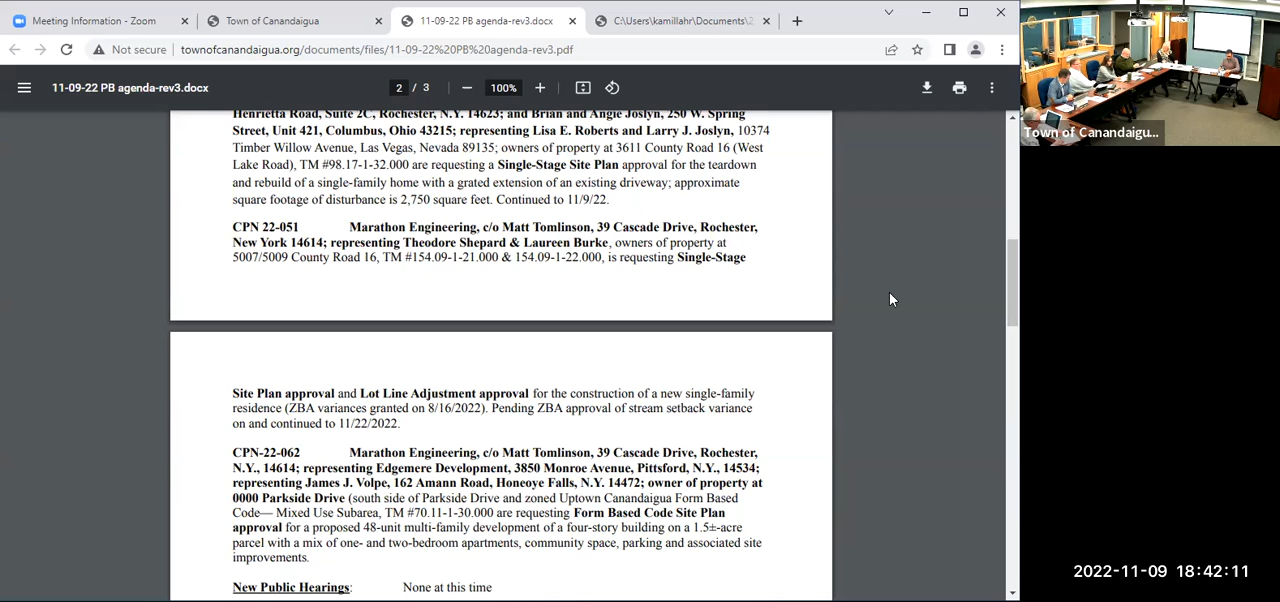 Meeting Information - Zoom
Town of Canandaigua
11-09-22 PB agenda-rev3.docx
C:\Users\kamillahr\Documents\2
Not secure
townofcanandaigua.org/documents/files/11-09-22%20PB%20agenda-rev3.pdf
11-09-22 PB agenda-rev3.docx
2 / 3
100%
Henrietta Road, Suite 2C, Rochester, N.Y. 14623; and Brian and Angie Joslyn, 250 W. Spring
Street, Unit 421, Columbus, Ohio 43215; representing Lisa E. Roberts and Larry J. Joslyn, 10374
Timber Willow Avenue, Las Vegas, Nevada 89135; owners of property at 3611 County Road 16 (West
Lake Road), TM #98.17-1-32.000 are requesting a Single-Stage Site Plan approval for the teardown
and rebuild of a single-family home with a grated extension of an existing driveway; approximate
square footage of disturbance is 2,750 square feet. Continued to 11/9/22.
CPN 22-051 Marathon Engineering, c/o Matt Tomlinson, 39 Cascade Drive, Rochester,
New York 14614; representing Theodore Shepard & Laureen Burke, owners of property at
5007/5009 County Road 16, TM #154.09-1-21.000 & 154.09-1-22.000, is requesting Single-Stage
Site Plan approval and Lot Line Adjustment approval for the construction of a new single-family
residence (ZBA variances granted on 8/16/2022). Pending ZBA approval of stream setback variance
on and continued to 11/22/2022.
CPN-22-062 Marathon Engineering, c/o Matt Tomlinson, 39 Cascade Drive, Rochester,
N.Y., 14614; representing Edgemere Development, 3850 Monroe Avenue, Pittsford, N.Y., 14534;
representing James J. Volpe, 162 Amann Road, Honeoye Falls, N.Y. 14472; owner of property at
0000 Parkside Drive (south side of Parkside Drive and zoned Uptown Canandaigua Form Based
Code— Mixed Use Subarea, TM #70.11-1-30.000 are requesting Form Based Code Site Plan
approval for a proposed 48-unit multi-family development of a four-story building on a 1.5±-acre
parcel with a mix of one- and two-bedroom apartments, community space, parking and associated site
improvements.
New Public Hearings: None at this time
Town of Canandaigu...
2022-11-09 18:42:11